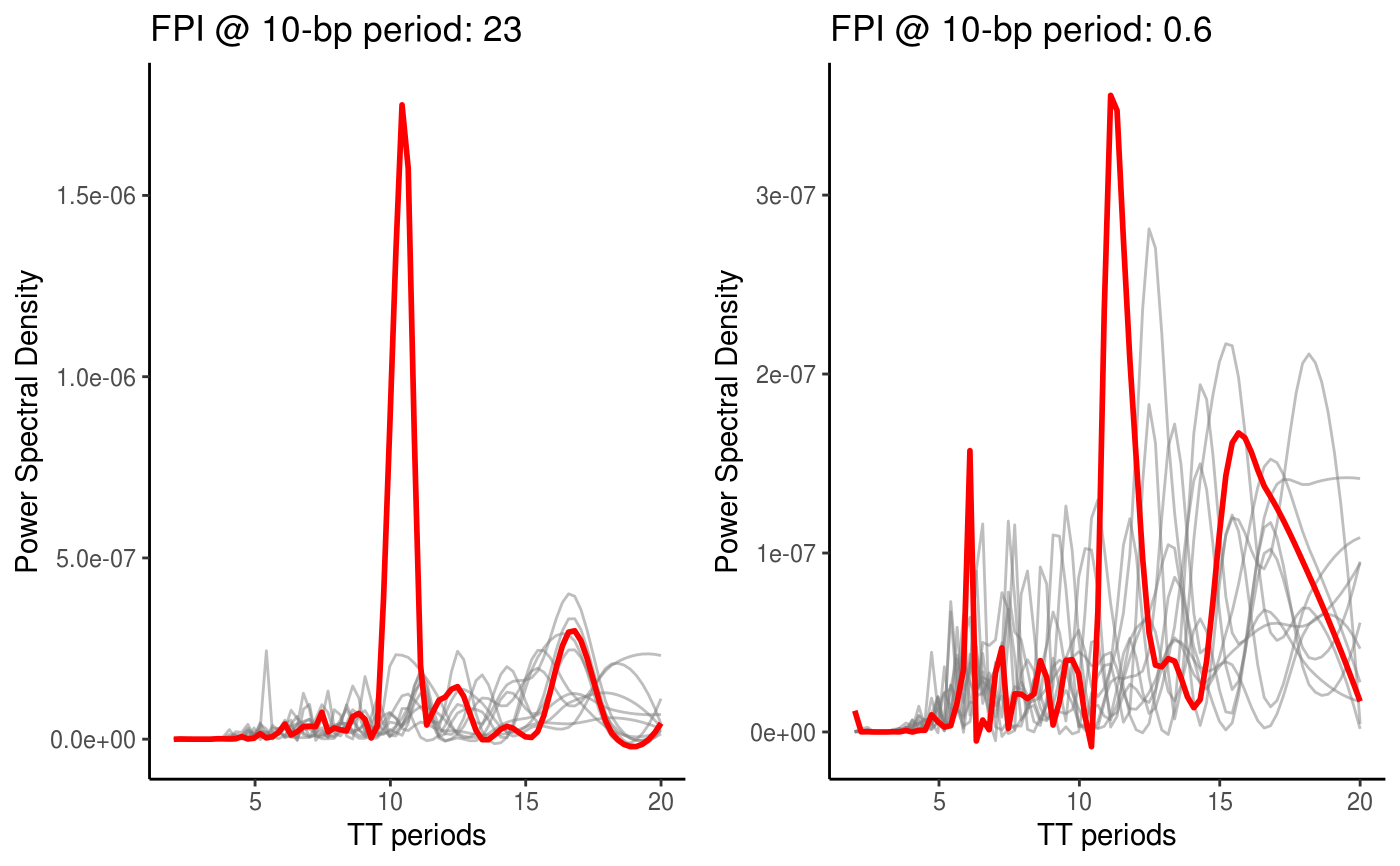 FPI @ 10-bp period: 23
Power Spectral Density
1.5e-06
1.0e-06
5.0e-07
0.0e+00
5
10
15
20
TT periods
FPI @ 10-bp period: 0.6
Power Spectral Density
3e-07
2e-07
1e-07
0e+00
5
10
15
20
TT periods